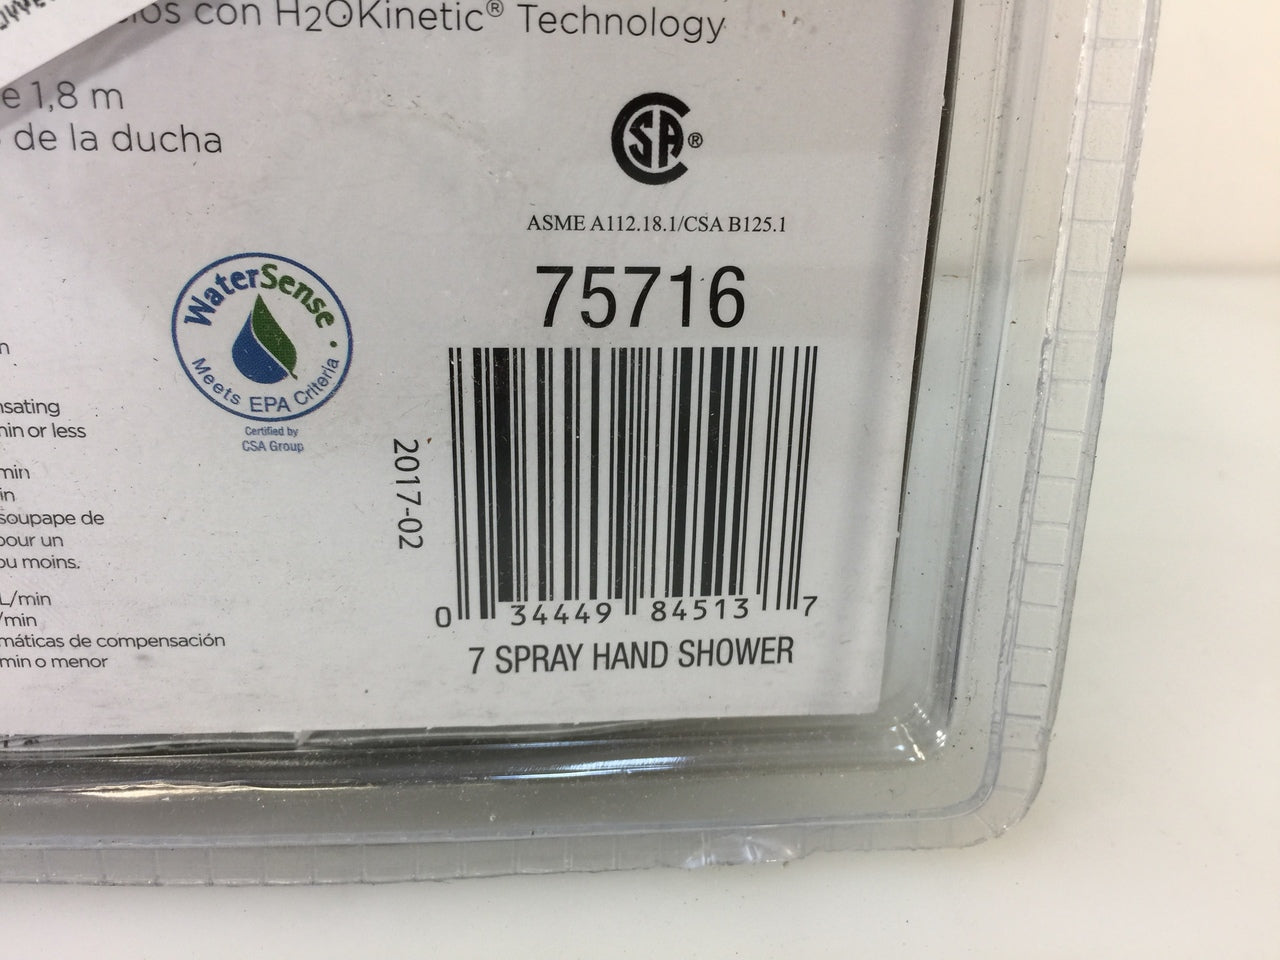 con H2OKinetic® Technology
e 1,8 m
de la ducha
CSA®
ASME A112.18.1/CSA B125.1
75716
WaterSense
Meets EPA Criteria
Certified by
CSA Group
2017-02
n
nsating
min or less
min
in
soupape de
pour un
ou moins.
L/min
/min
máticas de compensación
min o menor
0 34449 84513 7
7 SPRAY HAND SHOWER